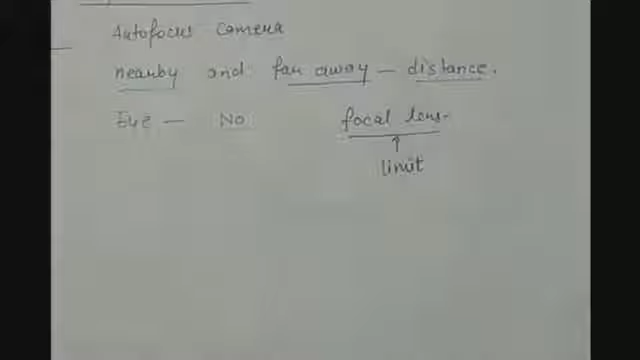 Autofocus Camera
nearby and far away – distance.
Eye – No focal lens
↑
limit